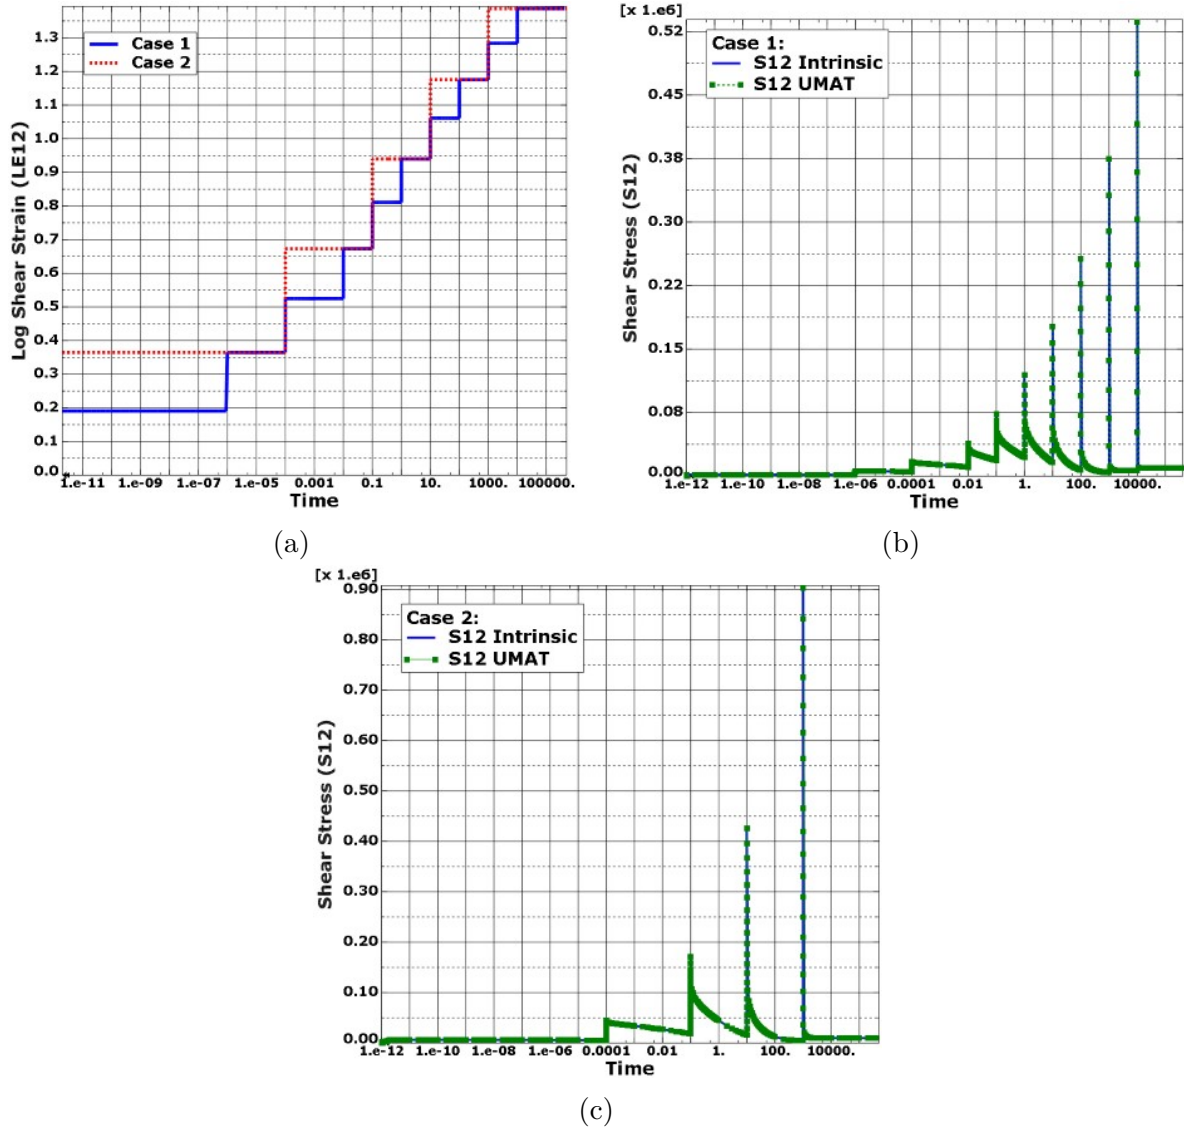 1.3
1.2
1.1
1.0
0.9
0.8
0.7
0.6
0.5
0.4
0.3
0.2
0.1
0.0
Log Shear Strain (LE12)
Case 1
Case 2
1.e-11 1.e-09 1.e-07 1.e-05 0.001 0.1 10. 1000. 100000.
Time
(a)
[x 1.e6]
0.52
0.45
0.38
0.30
0.22
0.15
0.08
0.00
Shear Stress (S12)
Case 1:
S12 Intrinsic
S12 UMAT
1.e-12 1.e-10 1.e-08 1.e-06 0.0001 0.01 1. 100. 10000.
Time
(b)
[x 1.e6]
0.90
0.80
0.70
0.60
0.50
0.40
0.30
0.20
0.10
0.00
Shear Stress (S12)
Case 2:
S12 Intrinsic
S12 UMAT
1.e-12 1.e-10 1.e-08 1.e-06 0.0001 0.01 1. 100. 10000.
Time
(c)